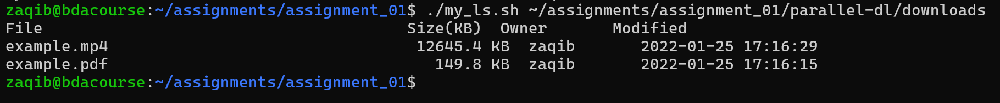 zaqib@bdacourse:~/assignments/assignment_01$ ./my_ls.sh ~/assignments/assignment_01/parallel-dl/downloads
File                                       Size(KB)  Owner       Modified
example.mp4                                 12645.4 KB  zaqib       2022-01-25 17:16:29
example.pdf                                   149.8 KB  zaqib       2022-01-25 17:16:15
zaqib@bdacourse:~/assignments/assignment_01$